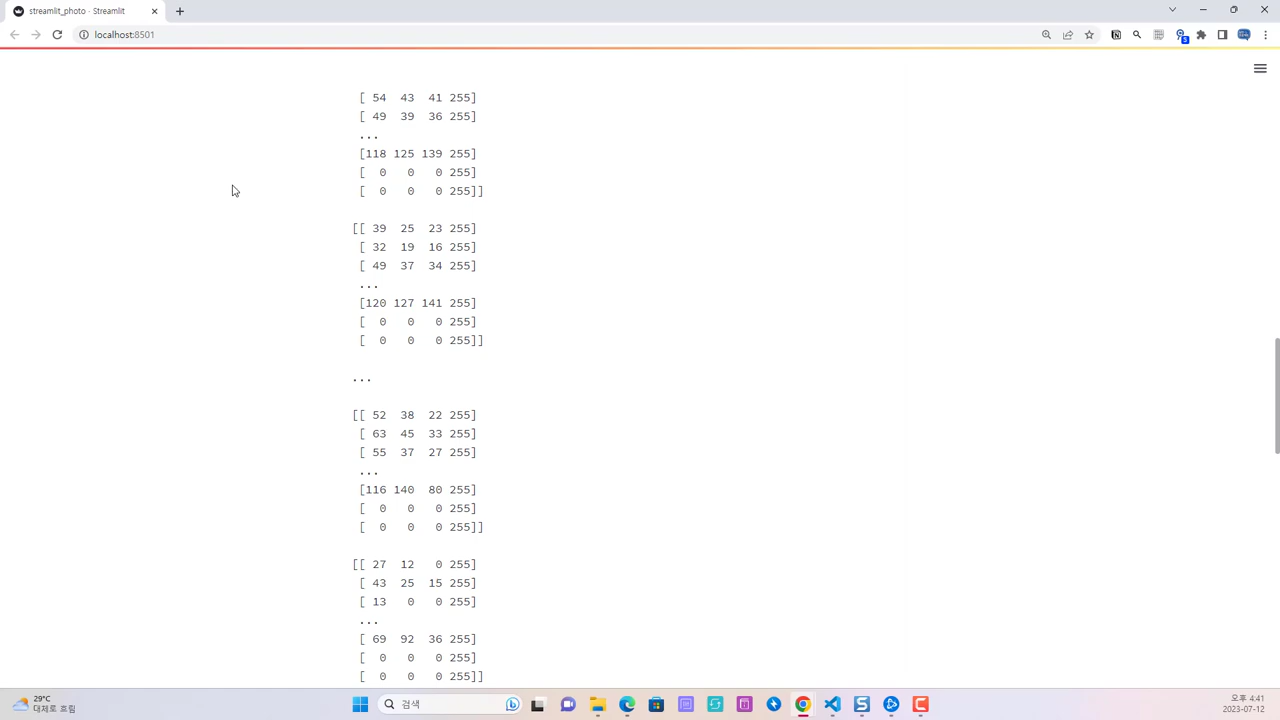 streamlit_photo · Streamlit
localhost:8501
[ 54 43 41 255]
[ 49 39 36 255]
...
[118 125 139 255]
[ 0 0 0 255]
[ 0 0 0 255]]
[[ 39 25 23 255]
[ 32 19 16 255]
[ 49 37 34 255]
...
[120 127 141 255]
[ 0 0 0 255]
[ 0 0 0 255]]
...
[[ 52 38 22 255]
[ 63 45 33 255]
[ 55 37 27 255]
...
[116 140 80 255]
[ 0 0 0 255]
[ 0 0 0 255]]
[[ 27 12 0 255]
[ 43 25 15 255]
[ 13 0 0 255]
...
[ 69 92 36 255]
[ 0 0 0 255]
[ 0 0 0 255]]
29°C
대체로 흐림
검색
오후 4:41
2023-07-12